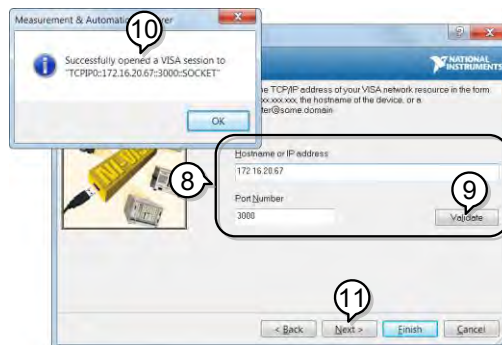 Measurement & Automation
rer
10
Successfully opened a VISA session to
"TCPIP0::172.16.20.67::3000::SOCKET"
OK
NATIONAL
INSTRUMENTS
TCP/IP address of your VISA network resource in the form
xxx.xxx, the hostname of the device, or a
ter@some.domain
8
Hostname or IP address
172.16.20.67
9
Port Number
3000
Validate
11
< Back
Next >
Finish
Cancel